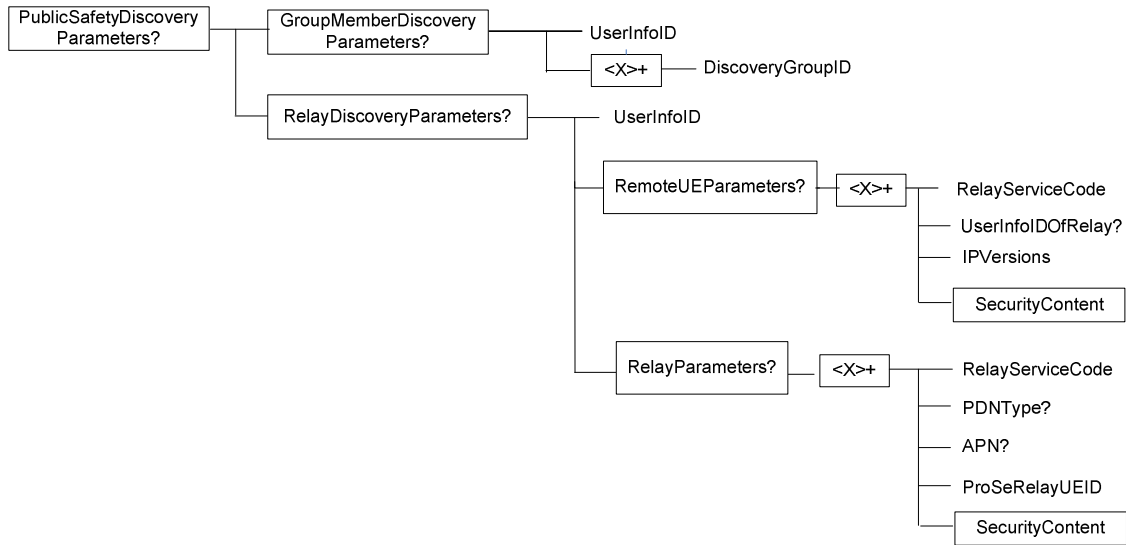 PublicSafetyDiscovery
Parameters?
GroupMemberDiscovery
Parameters?
UserInfoID
<X>+
DiscoveryGroupID
RelayDiscoveryParameters?
UserInfoID
RemoteUEParameters?
<X>+
RelayServiceCode
UserInfoIDOfRelay?
IPVersions
SecurityContent
RelayParameters?
<X>+
RelayServiceCode
PDNType?
APN?
ProSeRelayUEID
SecurityContent